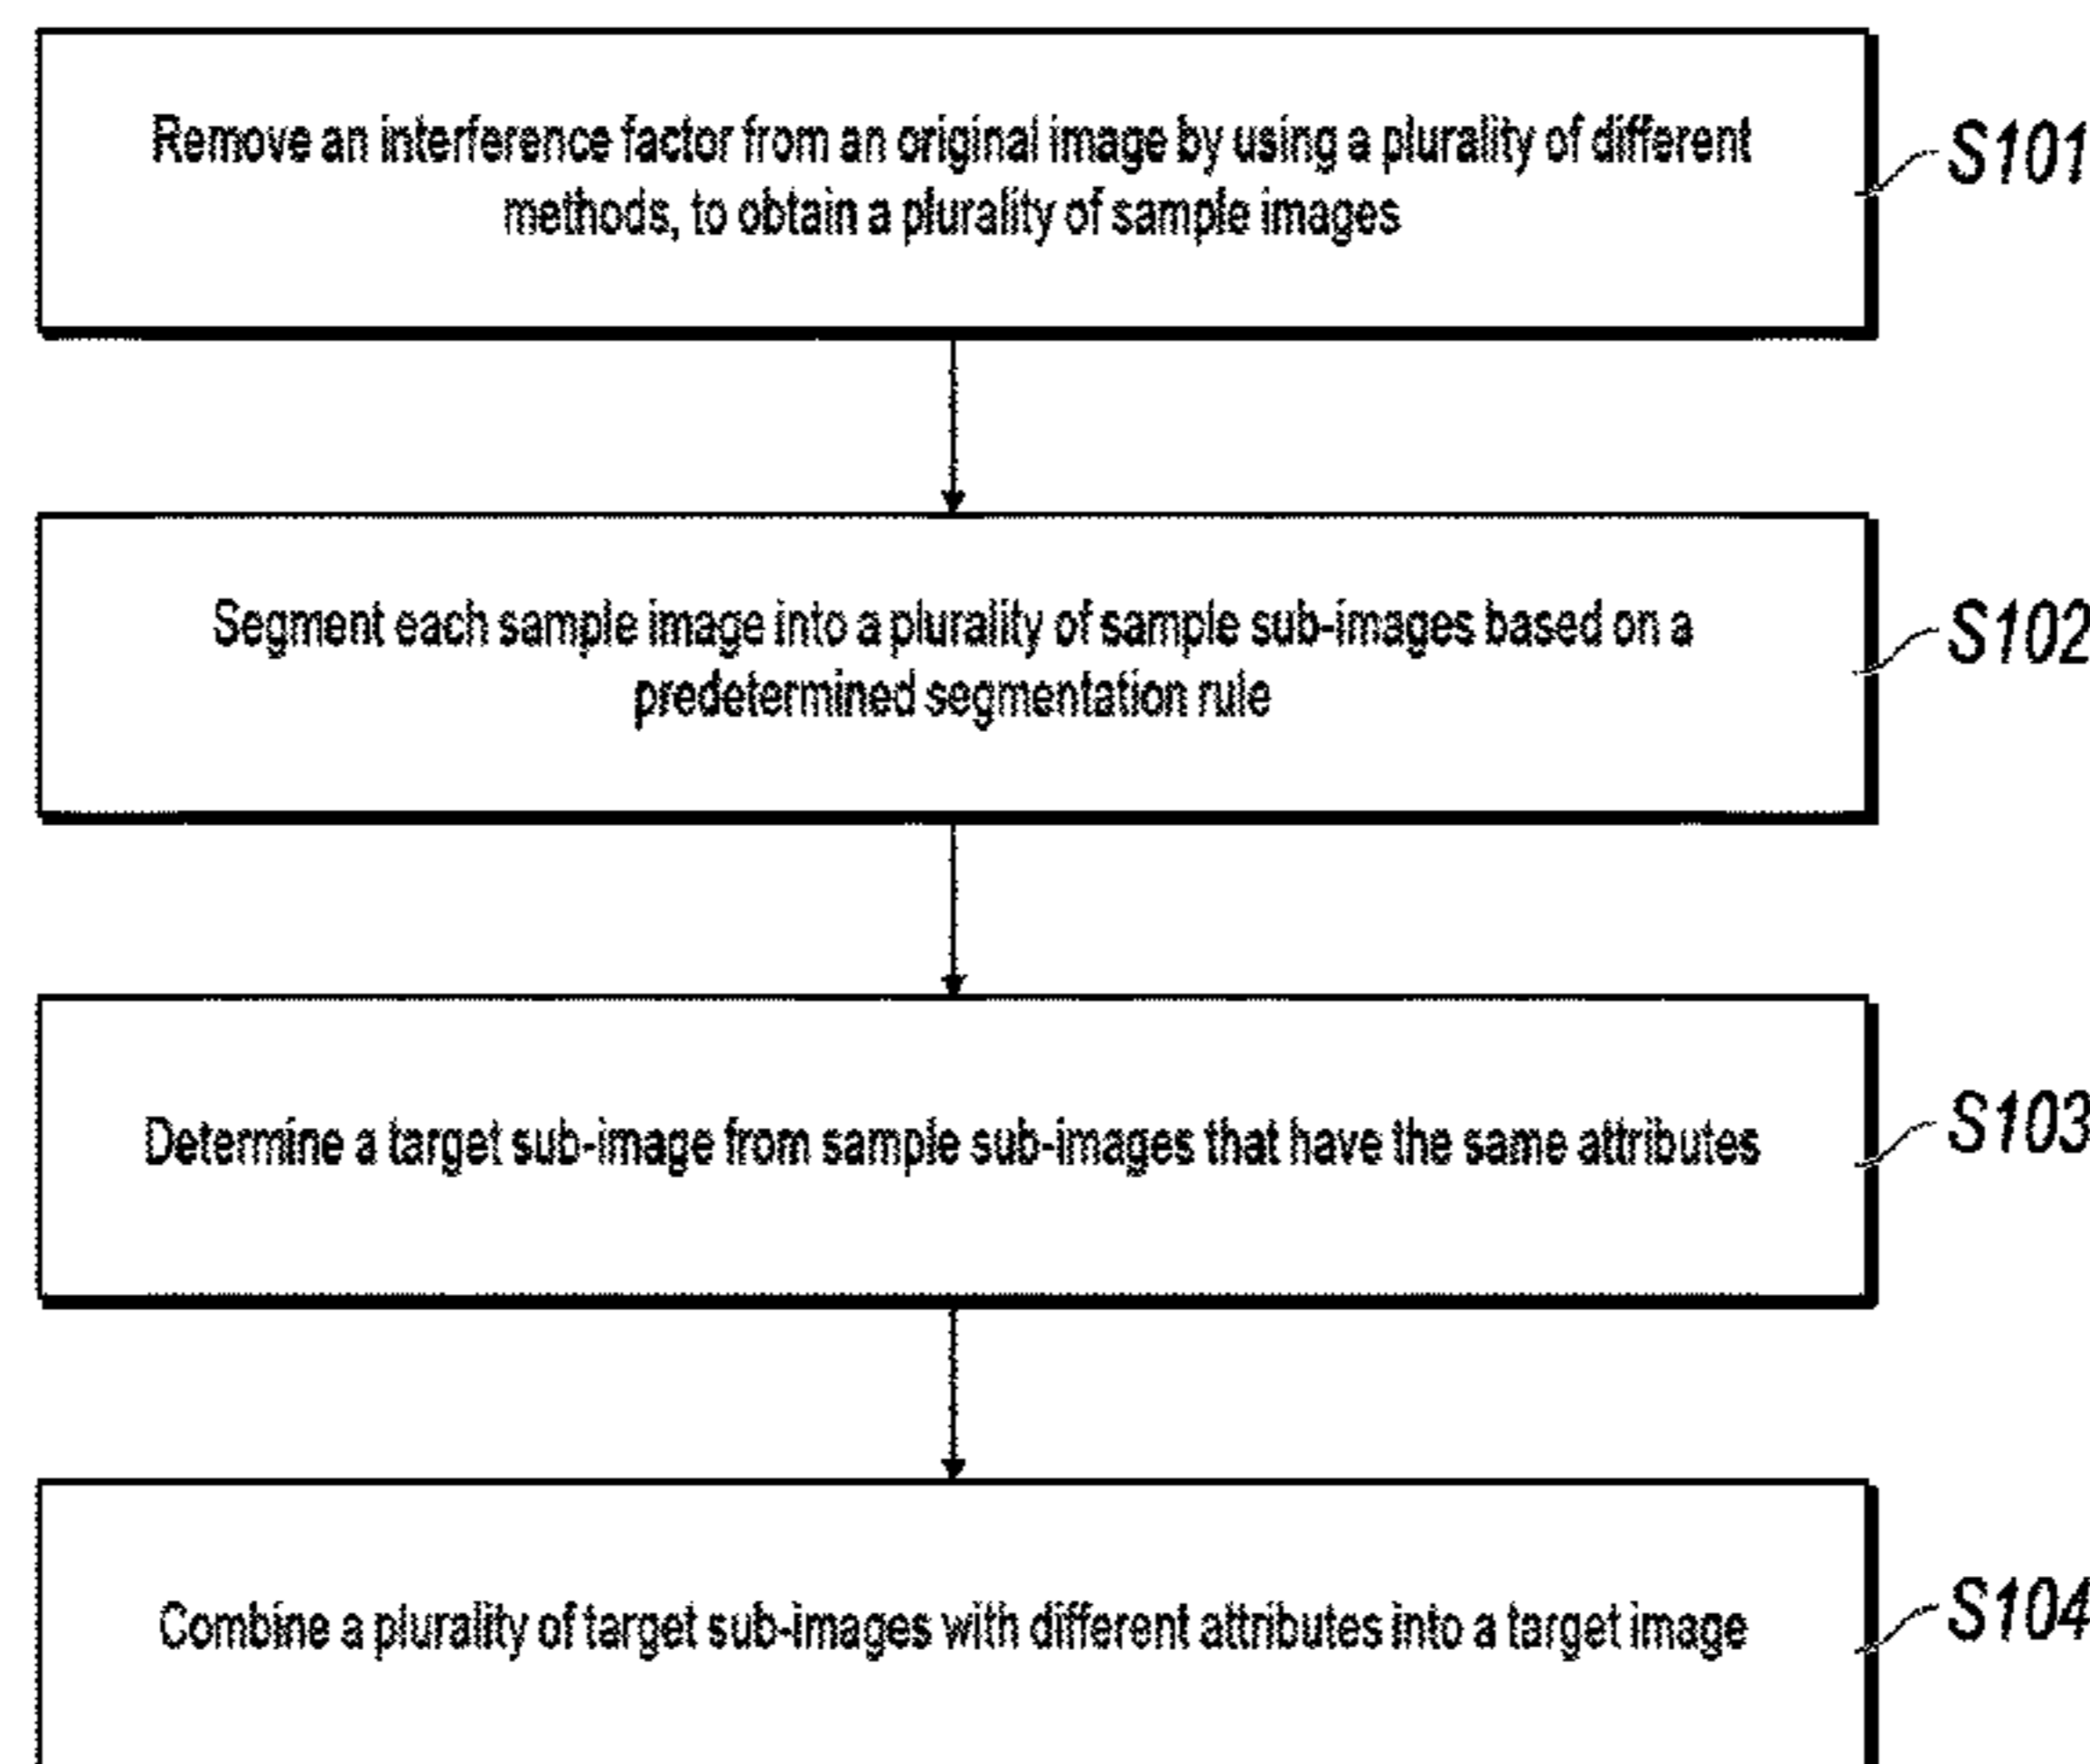 Remove an interference factor from an original image by using a plurality of different
methods, to obtain a plurality of sample images
S101
Segment each sample image into a plurality of sample sub-images based on a
predetermined segmentation rule
S102
Determine a target sub-image from sample sub-images that have the same attributes
S103
Combine a plurality of target sub-images with different attributes into a target image
S104